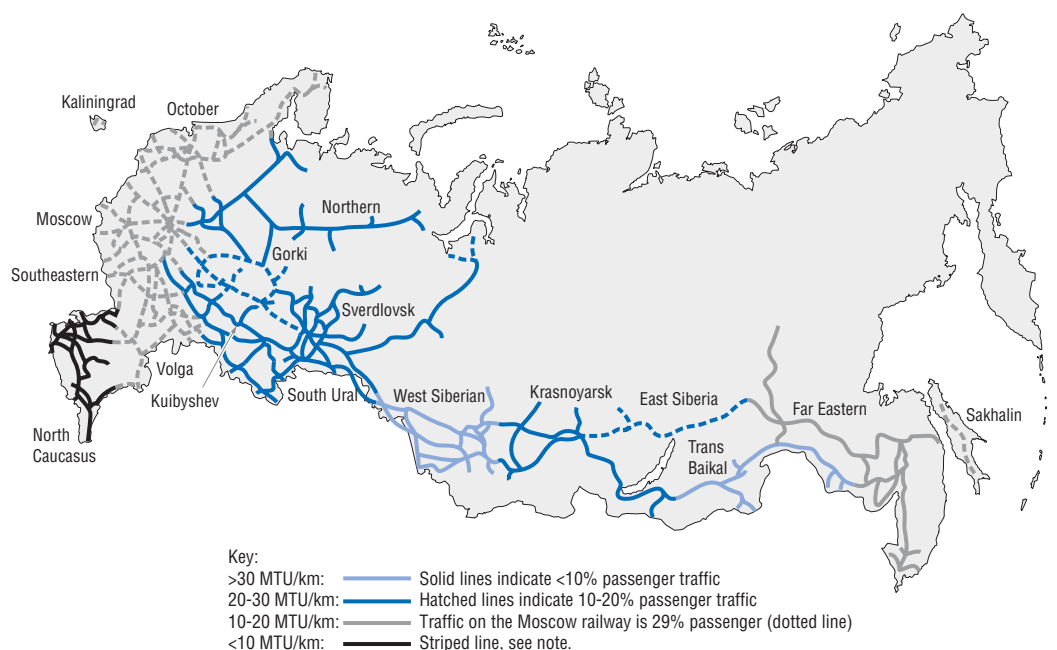 Kaliningrad
October
Moscow
Northern
Southeastern
Gorki
Sverdlovsk
Volga
Kuibyshev
South Ural
West Siberian
Krasnoyarsk
East Siberia
Far Eastern
Sakhalin
Trans
Baikal
North
Caucasus
Key:
>30 MTU/km: Solid lines indicate <10% passenger traffic
20-30 MTU/km: Hatched lines indicate 10-20% passenger traffic
10-20 MTU/km: Traffic on the Moscow railway is 29% passenger (dotted line)
<10 MTU/km: Striped line, see note.